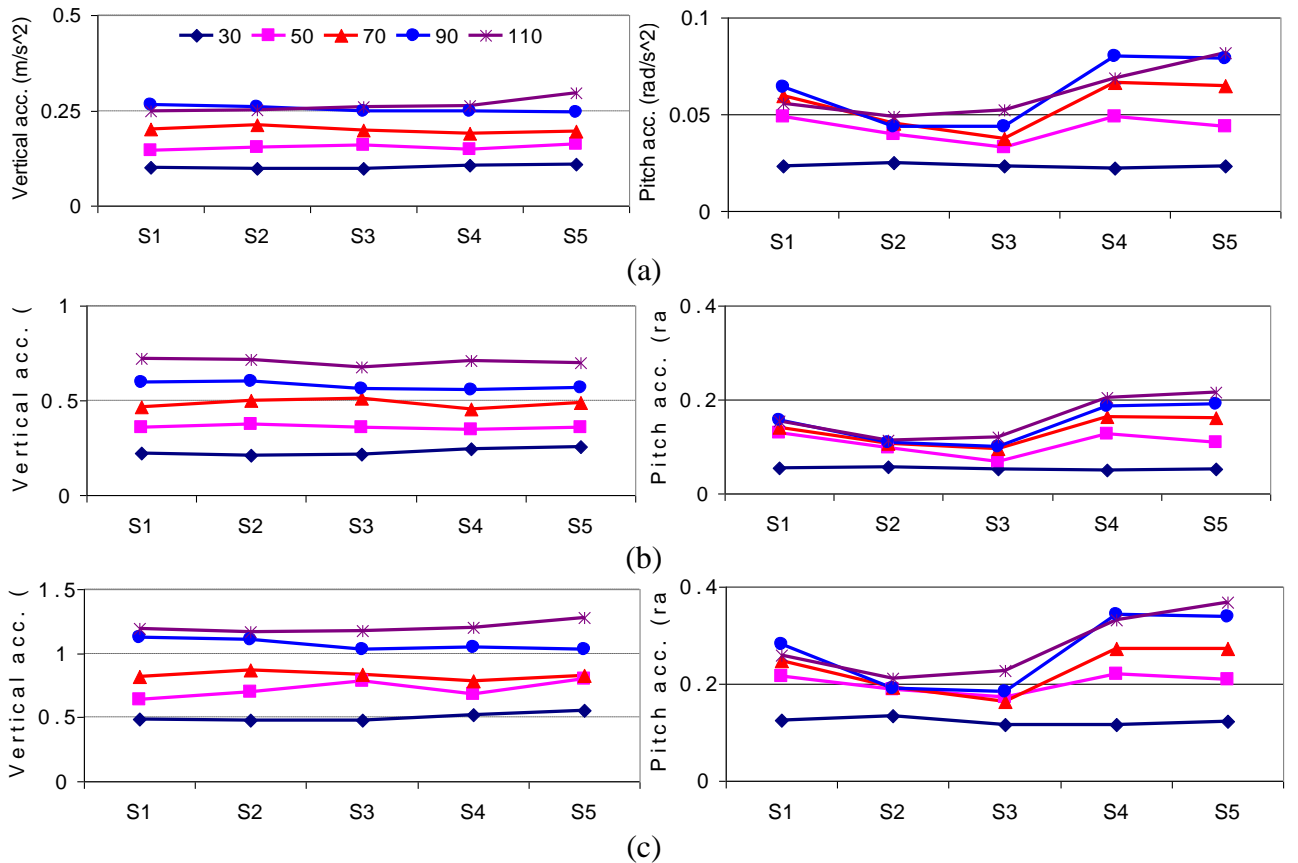 Vertical acc. (m/s^2)
0.5
0.25
0
30 50 70 90 110
S1 S2 S3 S4 S5
Pitch acc. (rad/s^2)
0.1
0.05
0
S1 S2 S3 S4 S5
(a)
Vertical acc. (
1
0.5
0
S1 S2 S3 S4 S5
Pitch acc. (ra
0.4
0.2
0
S1 S2 S3 S4 S5
(b)
Vertical acc. (
1.5
1
0.5
0
S1 S2 S3 S4 S5
Pitch acc. (ra
0.4
0.2
0
S1 S2 S3 S4 S5
(c)